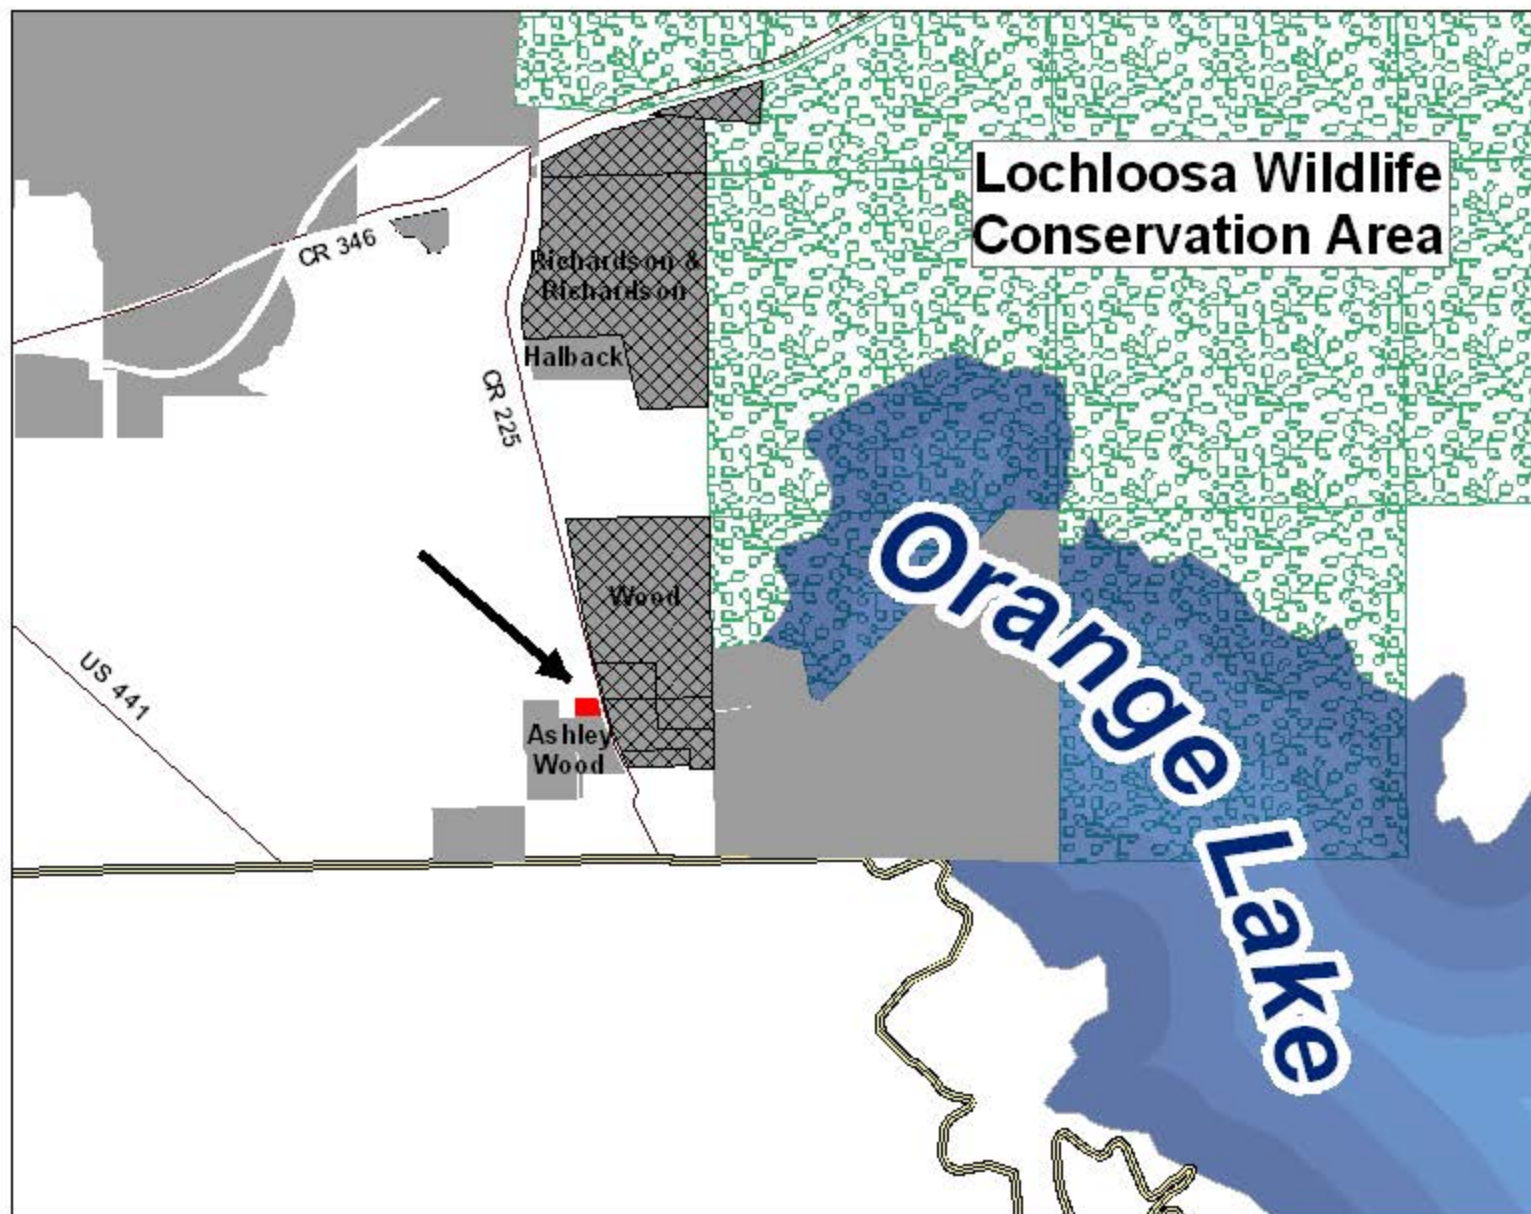 Lochloosa Wildlife
Conservation Area
CR 346
Richardson &
Richardson
Halback
CR 225
Orange Lake
Wood
US 441
Ashley
Wood